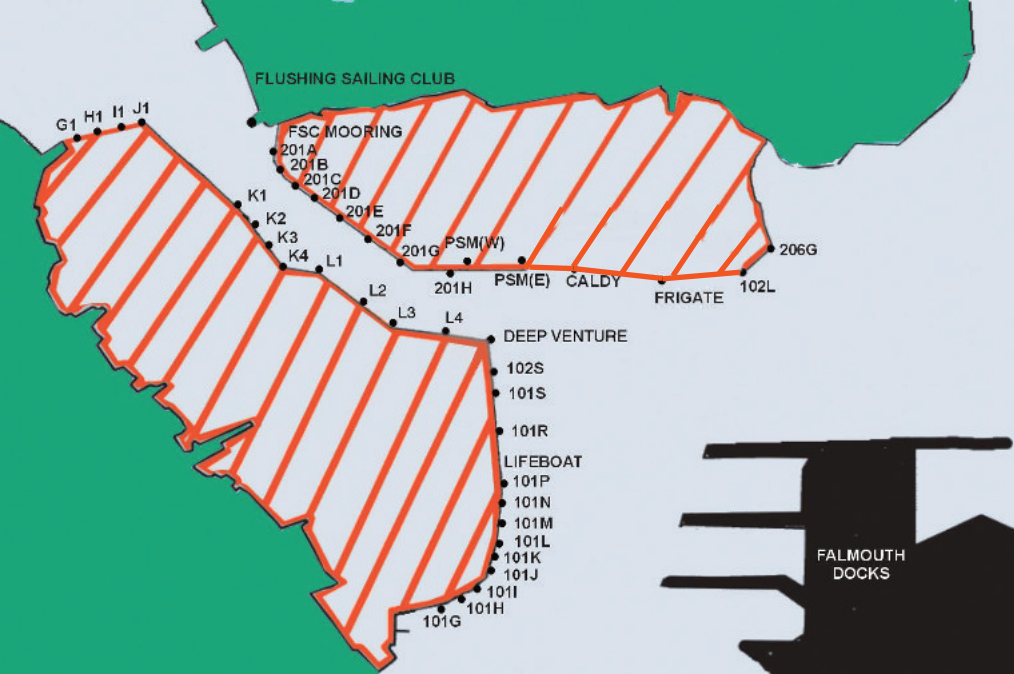 FLUSHING SAILING CLUB
G1
H1
I1
J1
FSC MOORING
201A
201B
201C
201D
201E
201F
201G
K1
K2
K3
K4
L1
L2
L3
L4
PSM(W)
201H
PSM(E)
CALDY
FRIGATE
102L
206G
DEEP VENTURE
102S
101S
101R
LIFEBOAT
101P
101N
101M
101L
101K
101J
101I
101H
101G
FALMOUTH
DOCKS